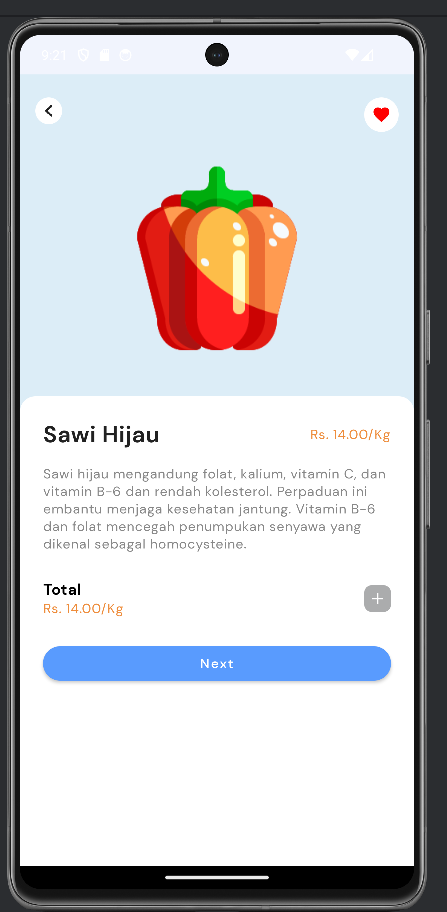 9:21
Sawi Hijau
Rs. 14.00/Kg
Sawi hijau mengandung folat, kalium, vitamin C, dan
vitamin B-6 dan rendah kolesterol. Perpaduan ini
embantu menjaga kesehatan jantung. Vitamin B-6
dan folat mencegah penumpukan senyawa yang
dikenal sebagai homocysteine.
Total
Rs. 14.00/Kg
Next